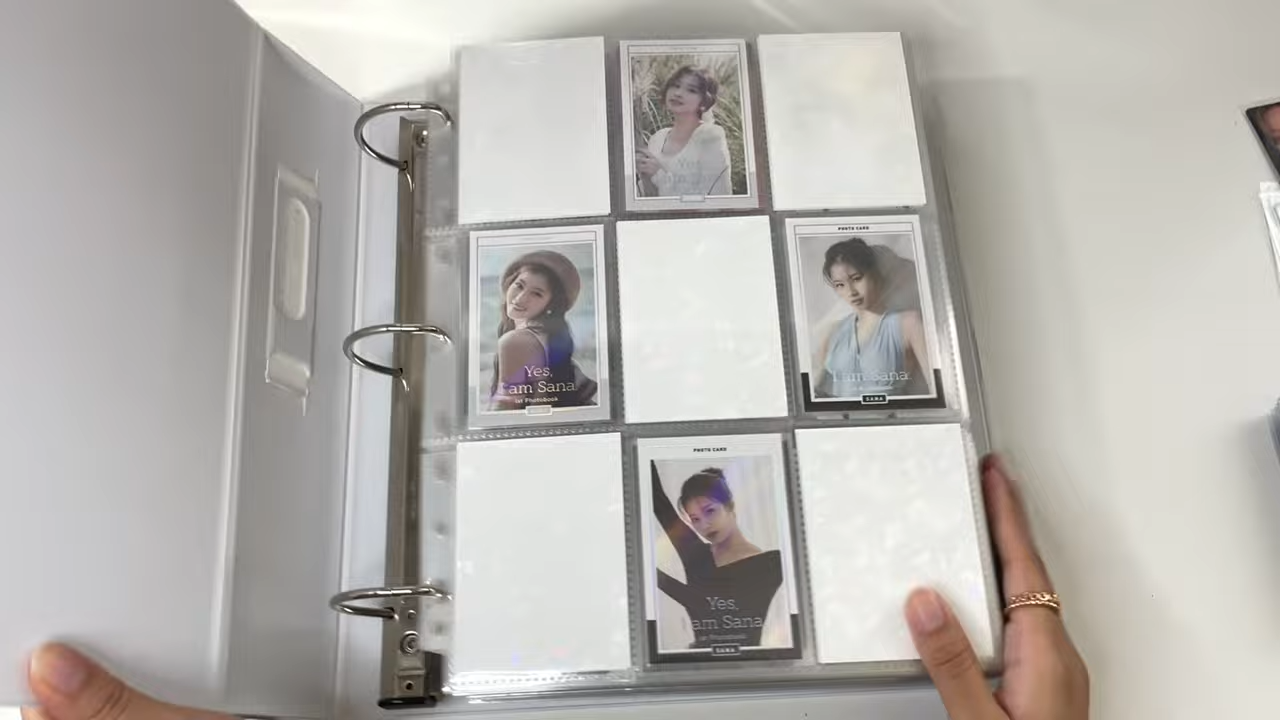 Yes,
I am Sana.
1st Photobook
PHOTO CARD
I am Sana.
SANA
PHOTO CARD
Yes,
I am Sana.
1st Photobook
SANA